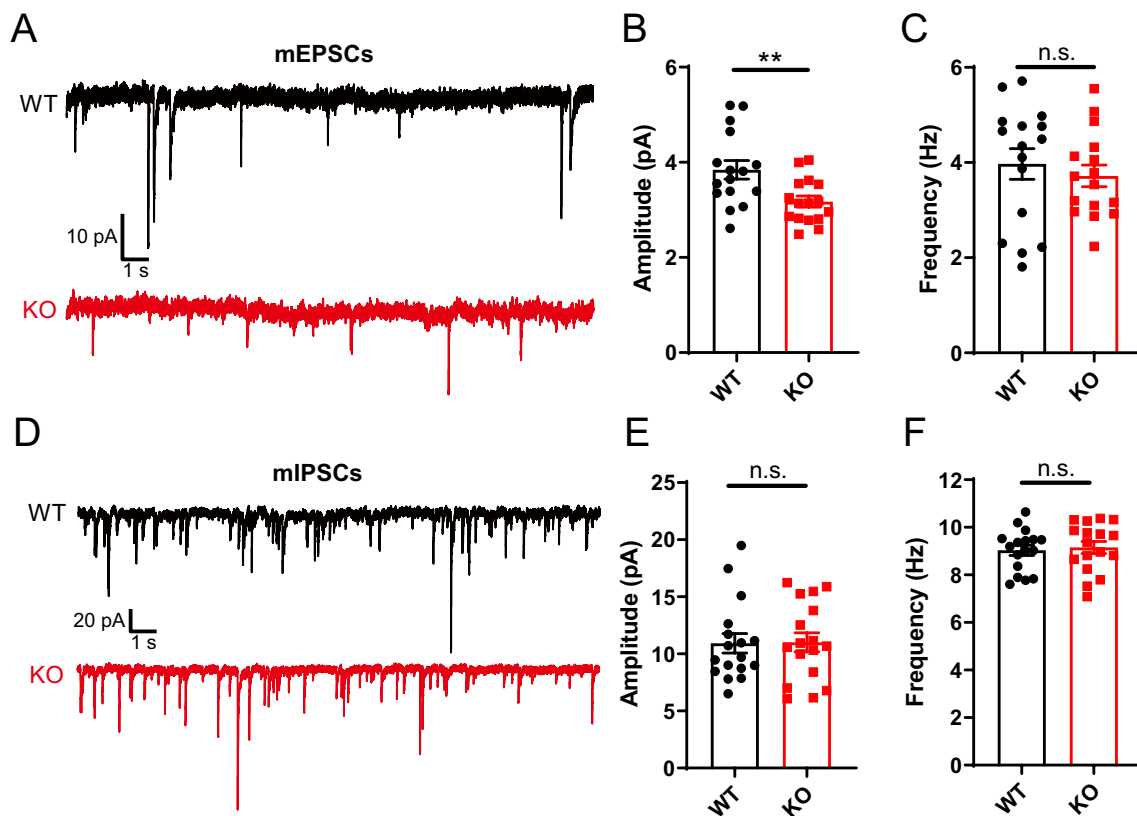 A
mEPSCs
WT
10 pA
1 s
KO
B
**
Amplitude (pA)
6
4
2
0
WT
KO
C
n.s.
Frequency (Hz)
6
4
2
0
WT
KO
D
mIPSCs
WT
20 pA
1 s
KO
E
n.s.
Amplitude (pA)
25
20
15
10
5
0
WT
KO
F
n.s.
Frequency (Hz)
12
10
8
6
4
2
0
WT
KO